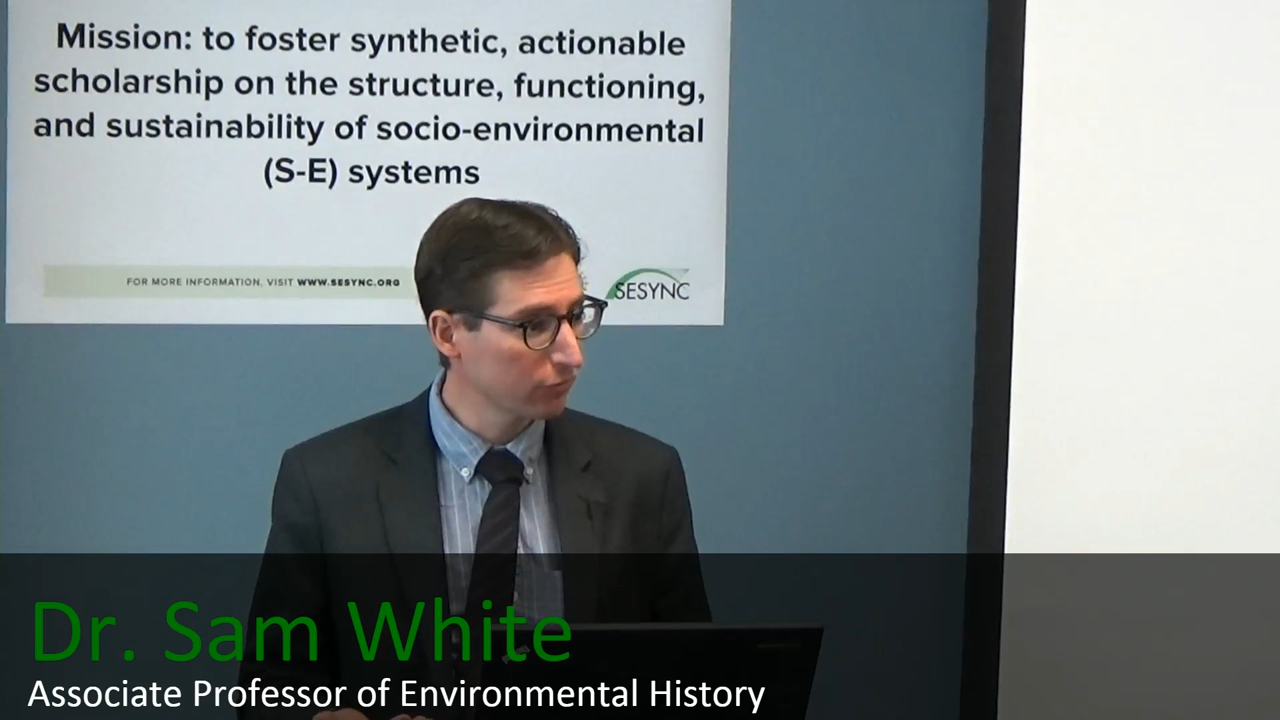 Mission: to foster synthetic, actionable
scholarship on the structure, functioning,
and sustainability of socio-environmental
(S-E) systems
FOR MORE INFORMATION, VISIT WWW.SESYNC.ORG
SESYNC
Dr. Sam White
Associate Professor of Environmental History